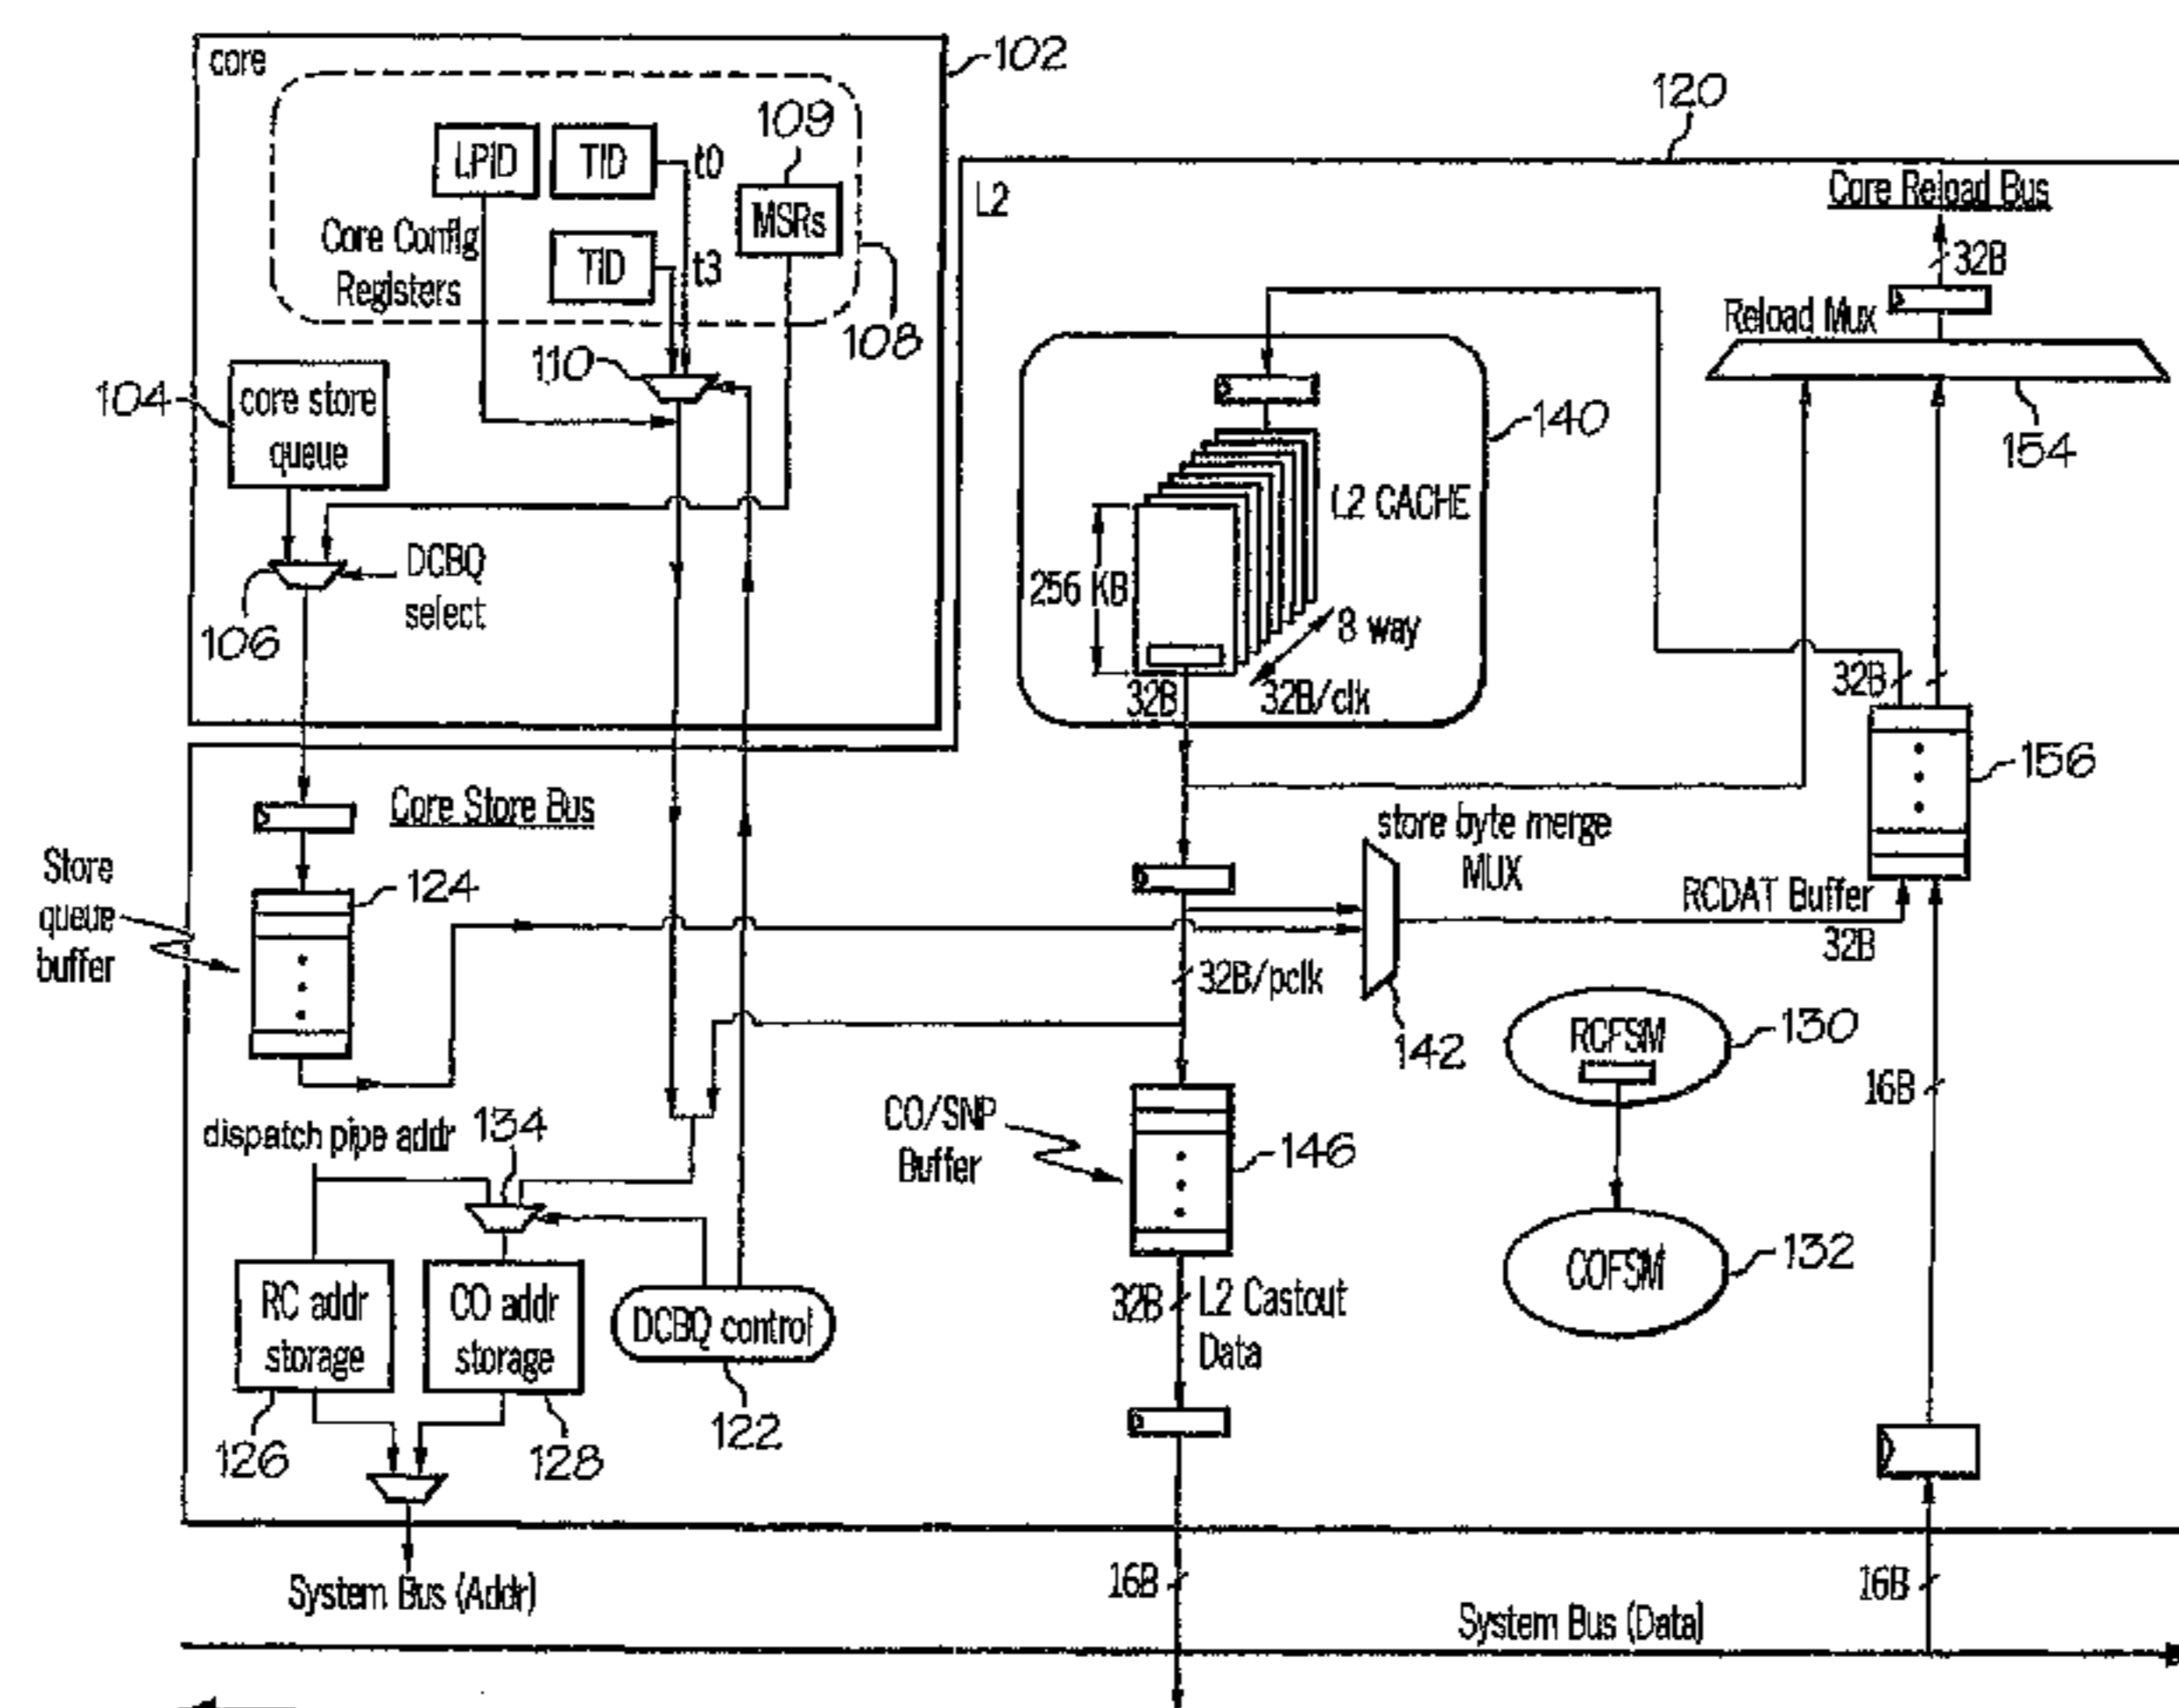 core
102
109
LPID
TID
t0
MSRs
Core Config
Registers
TID
t3
108
110
104
core store
queue
DCBQ
select
106
120
L2
Core Reload Bus
32B
Reload Mux
154
140
L2 CACHE
256 KB
8 way
32B
32B/clk
32B
156
Core Store Bus
Store
queue
buffer
124
store byte merge
MUX
RCDAT Buffer
32B
32B/pclk
142
RCFSM
130
16B
dispatch pipe addr
134
CO/SNP
Buffer
146
COFSM
132
RC addr
storage
CO addr
storage
DCBQ control
32B
L2 Castout
Data
126
128
122
System Bus (Addr)
16B
16B
System Bus (Data)